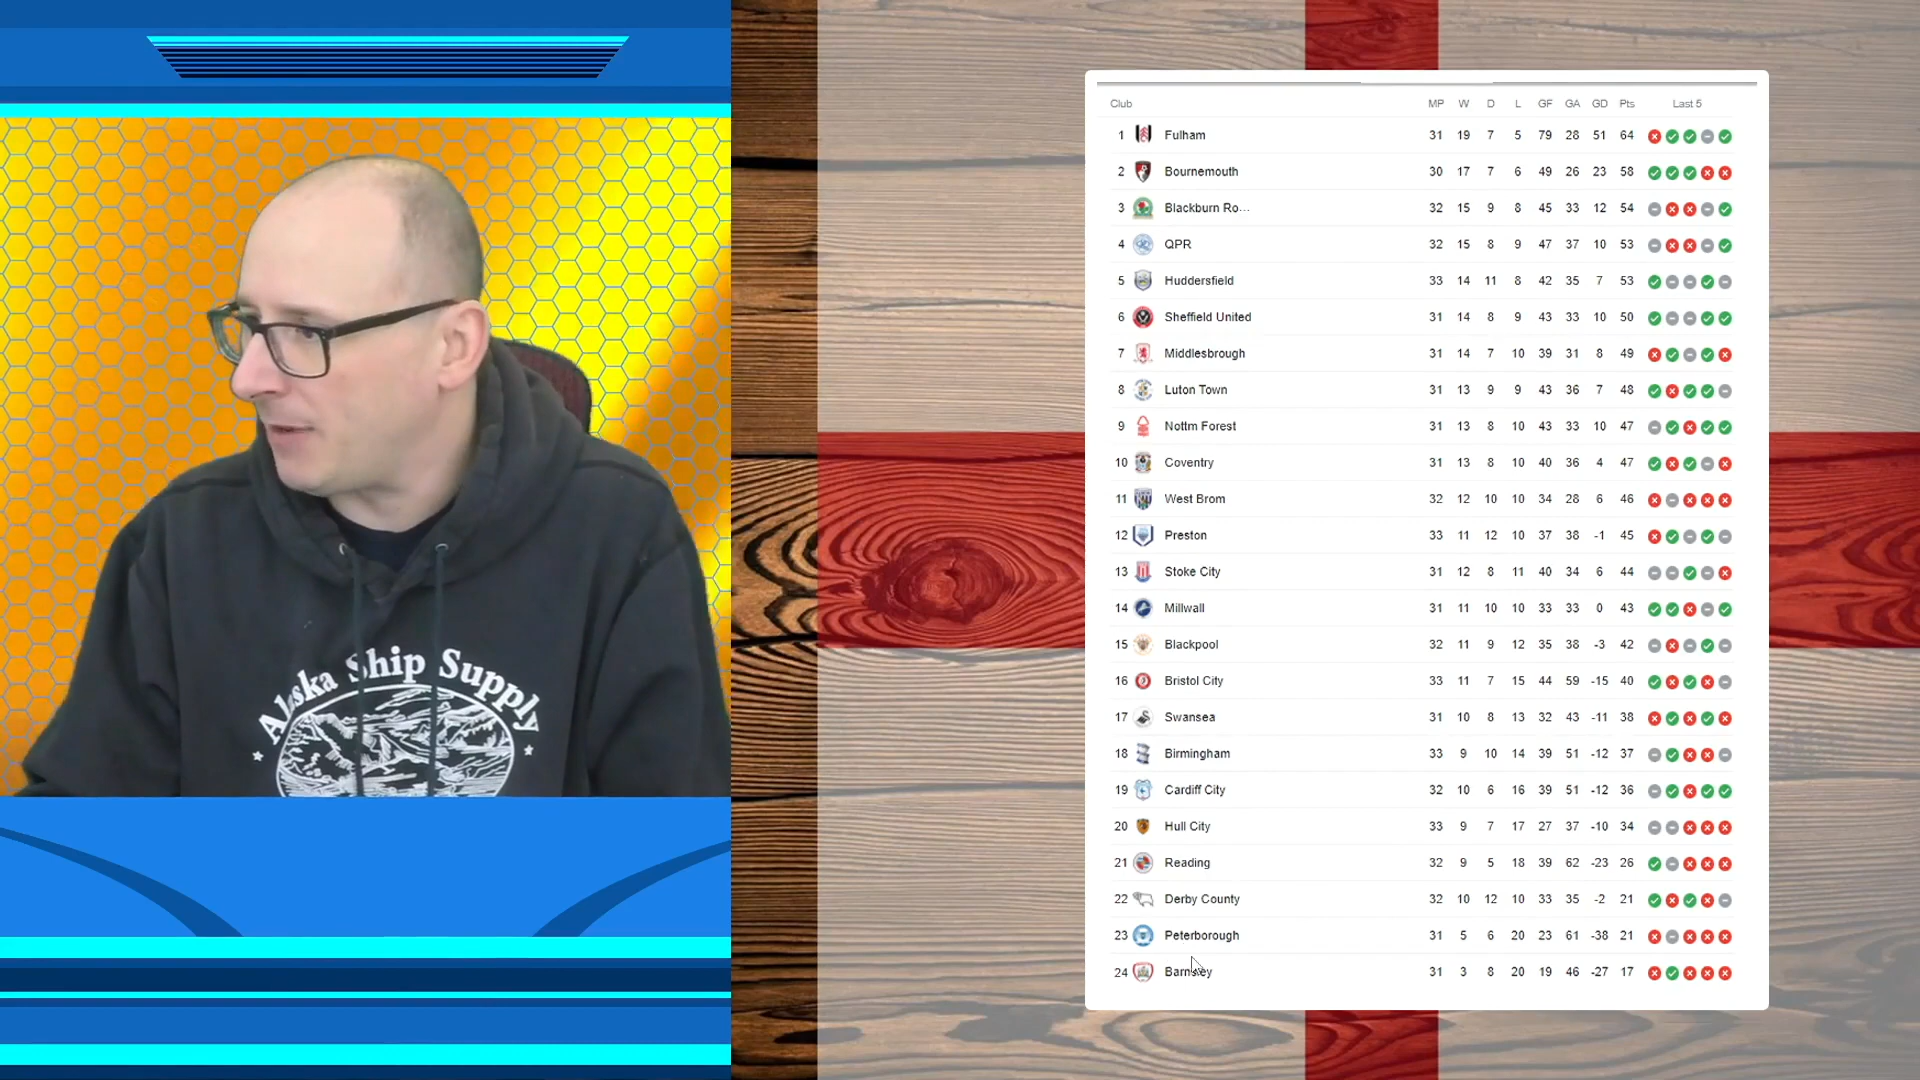 Alaska Ship Supply
Club MP W D L GF GA GD Pts Last 5
1 Fulham 31 19 7 5 79 28 51 64
2 Bournemouth 30 17 7 6 49 26 23 58
3 Blackburn Ro... 32 15 9 8 45 33 12 54
4 QPR 32 15 8 9 47 37 10 53
5 Huddersfield 33 14 11 8 42 35 7 53
6 Sheffield United 31 14 8 9 43 33 10 50
7 Middlesbrough 31 14 7 10 39 31 8 49
8 Luton Town 31 13 9 9 43 36 7 48
9 Nottm Forest 31 13 8 10 43 33 10 47
10 Coventry 31 13 8 10 40 36 4 47
11 West Brom 32 12 10 10 34 28 6 46
12 Preston 33 11 12 10 37 38 -1 45
13 Stoke City 31 12 8 11 40 34 6 44
14 Millwall 31 11 10 10 33 33 0 43
15 Blackpool 32 11 9 12 35 38 -3 42
16 Bristol City 33 11 7 15 44 59 -15 40
17 Swansea 31 10 8 13 32 43 -11 38
18 Birmingham 33 9 10 14 39 51 -12 37
19 Cardiff City 32 10 6 16 39 51 -12 36
20 Hull City 33 9 7 17 27 37 -10 34
21 Reading 32 9 5 18 39 62 -23 26
22 Derby County 32 10 12 10 33 35 -2 21
23 Peterborough 31 5 6 20 23 61 -38 21
24 Barnsley 31 3 8 20 19 46 -27 17